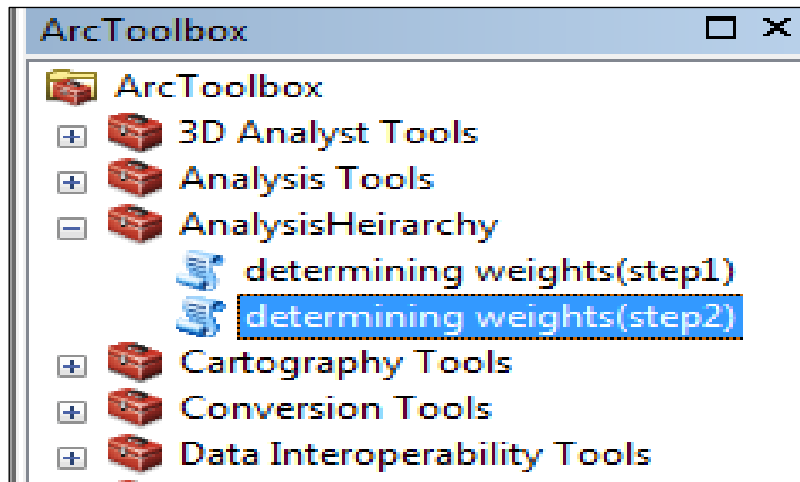 ArcToolbox
ArcToolbox
3D Analyst Tools
Analysis Tools
AnalysisHeirarchy
determining weights(step1)
determining weights(step2)
Cartography Tools
Conversion Tools
Data Interoperability Tools